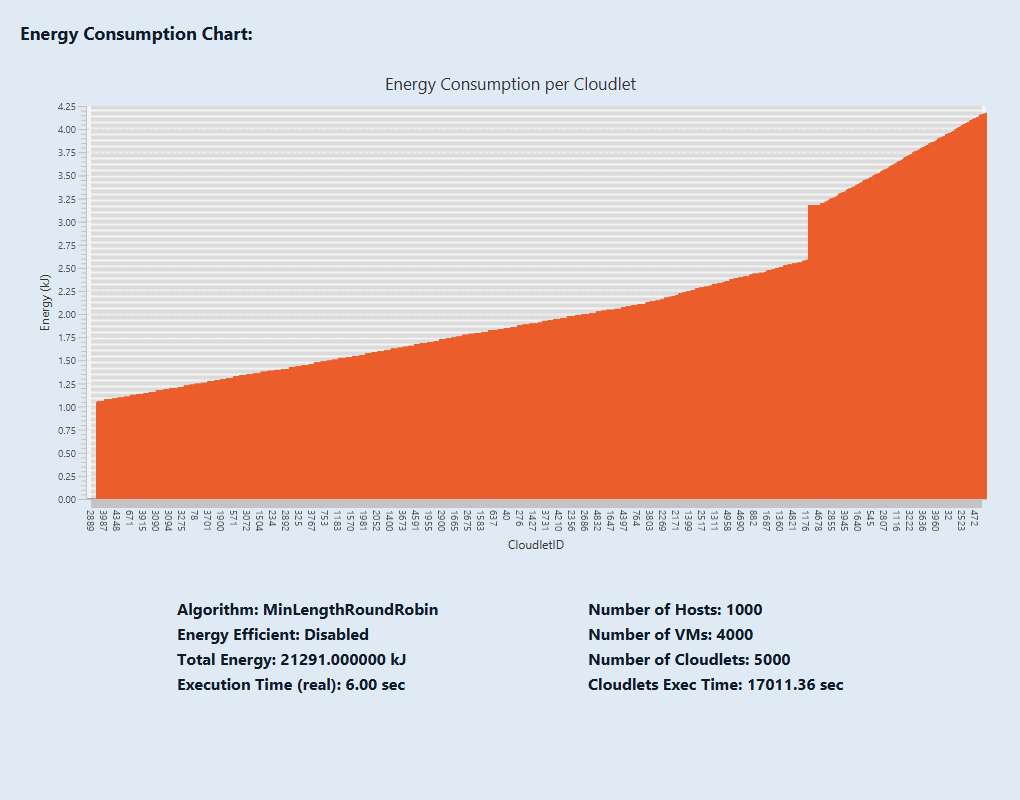 Energy Consumption Chart:
Energy Consumption per Cloudlet
4.25
4.00
3.75
3.50
3.25
3.00
2.75
2.50
2.25
2.00
1.75
1.50
1.25
1.00
0.75
0.50
0.25
0.00
Energy (kJ)
2889 3987 4348 671 3915 3090 3094 3275 78 3701 1900 571 3072 1504 234 2892 325 3767 753 1183 1570 1981 2052 1400 3673 4591 1955 2900 1665 2675 1583 637 40 276 1427 3731 4210 2356 2686 4832 1647 4397 764 3803 2269 2171 1399 2517 1311 4958 4690 882 1687 1360 4821 1176 4678 2855 3945 1640 545 2807 1116 3222 3636 3960 32 2523 472
CloudletID
Algorithm: MinLengthRoundRobin
Energy Efficient: Disabled
Total Energy: 21291.000000 kJ
Execution Time (real): 6.00 sec
Number of Hosts: 1000
Number of VMs: 4000
Number of Cloudlets: 5000
Cloudlets Exec Time: 17011.36 sec